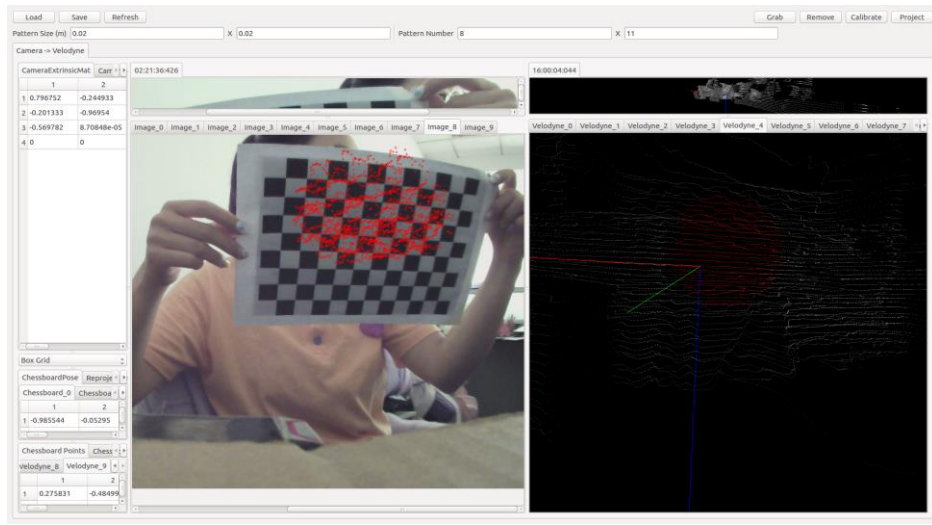 Load Save Refresh Grab Remove Calibrate Project
Pattern Size (m) 0.02 X 0.02 Pattern Number 8 X 11
Camera -> Velodyne
CameraExtrinsicMat Carr 02:21:36:426 16:00:04:044
1 2
1 0.796752 -0.244933
2 -0.201333 -0.96954
3 -0.569782 8.70848e-05
4 0 0
Image_0 Image_1 Image_2 Image_3 Image_4 Image_5 Image_6 Image_7 Image_8 Image_9
Velodyne_0 Velodyne_1 Velodyne_2 Velodyne_3 Velodyne_4 Velodyne_5 Velodyne_6 Velodyne_7
Box Grid
ChessboardPose Reproje
Chessboard_0 Chessboa
1 2
1 -0.985544 -0.05295
Chessboard Points Chess
Velodyne_8 Velodyne_9
1 2
1 0.275831 -0.48499